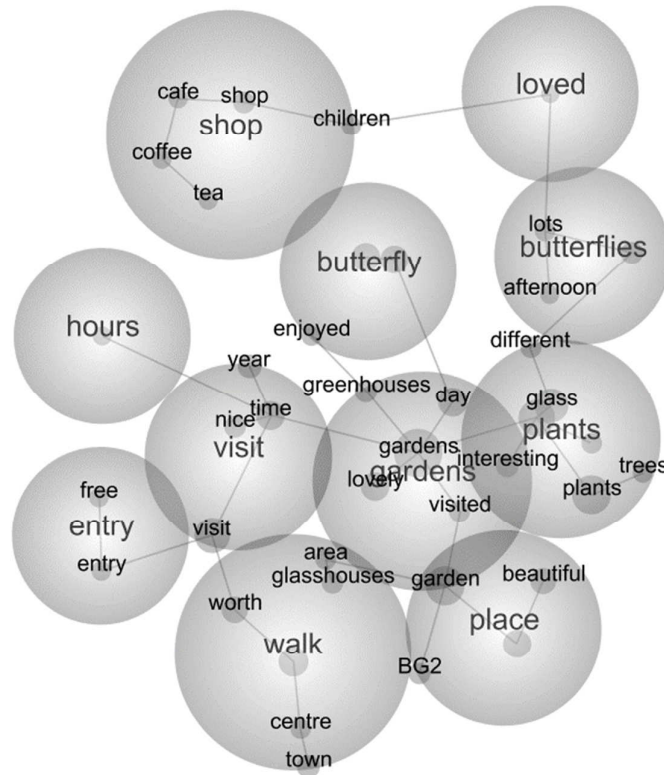 cafe
shop
shop
coffee
tea
children
loved
lots
butterflies
afternoon
butterfly
hours
enjoyed
different
year
greenhouses
day
glass
time
nice
visit
gardens
gardens
lovely
interesting
plants
plants
trees
free
entry
entry
visit
visited
area
glasshouses
garden
beautiful
worth
walk
place
BG2
centre
town